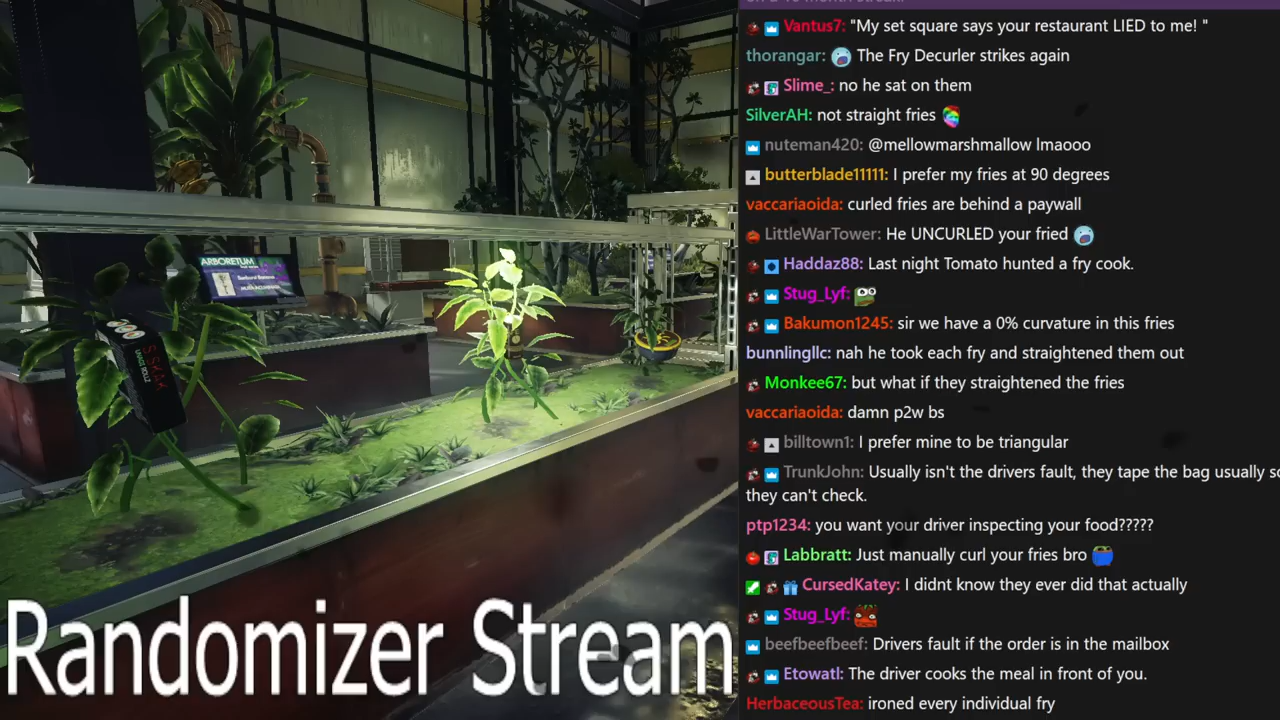 Vantus7: "My set square says your restaurant LIED to me! "
thorangar: The Fry Decurler strikes again
Slime_: no he sat on them
SilverAH: not straight fries
nuteman420: @mellowmarshmallow lmaooo
butterblade11111: I prefer my fries at 90 degrees
vaccariaoida: curled fries are behind a paywall
LittleWarTower: He UNCURLED your fried
Haddaz88: Last night Tomato hunted a fry cook.
Stug_Lyf:
Bakumon1245: sir we have a 0% curvature in this fries
bunnlingllc: nah he took each fry and straightened them out
Monkee67: but what if they straightened the fries
vaccariaoida: damn p2w bs
billtown1: I prefer mine to be triangular
TrunkJohn: Usually isn't the drivers fault, they tape the bag usually so
they can't check.
ptp1234: you want your driver inspecting your food?????
Labbratt: Just manually curl your fries bro
CursedKatey: I didnt know they ever did that actually
Stug_Lyf:
beefbeefbeef: Drivers fault if the order is in the mailbox
Etowatl: The driver cooks the meal in front of you.
HerbaceousTea: ironed every individual fry
ARBORETUM
Randomizer Stream